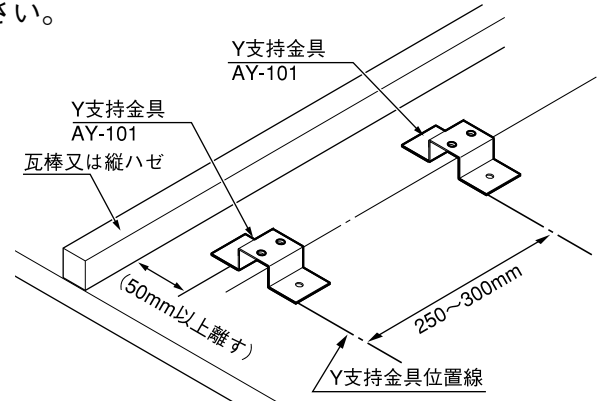 さい。
Y支持金具
AY-101
Y支持金具
AY-101
瓦棒又は縦ハゼ
(50mm以上離す)
250～300mm
Y支持金具位置線